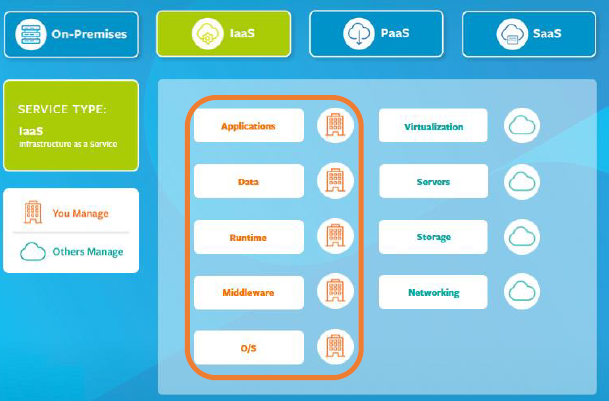 On-Premises
IaaS
PaaS
SaaS
SERVICE TYPE:
IaaS
Infrastructure as a Service
You Manage
Others Manage
Applications
Virtualization
Data
Servers
Runtime
Storage
Middleware
Networking
O/S